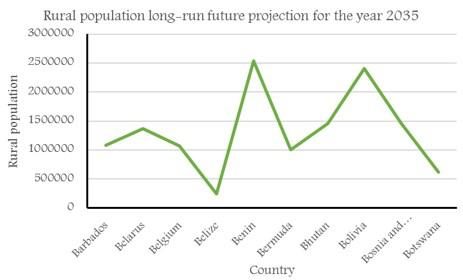 Rural population long-run future projection for the year 2035
3000000
2500000
2000000
1500000
1000000
500000
0
Rural population
Barbados
Belarus
Belgium
Belize
Benin
Bermuda
Bhutan
Bolivia
Bosnia and...
Botswana
Country